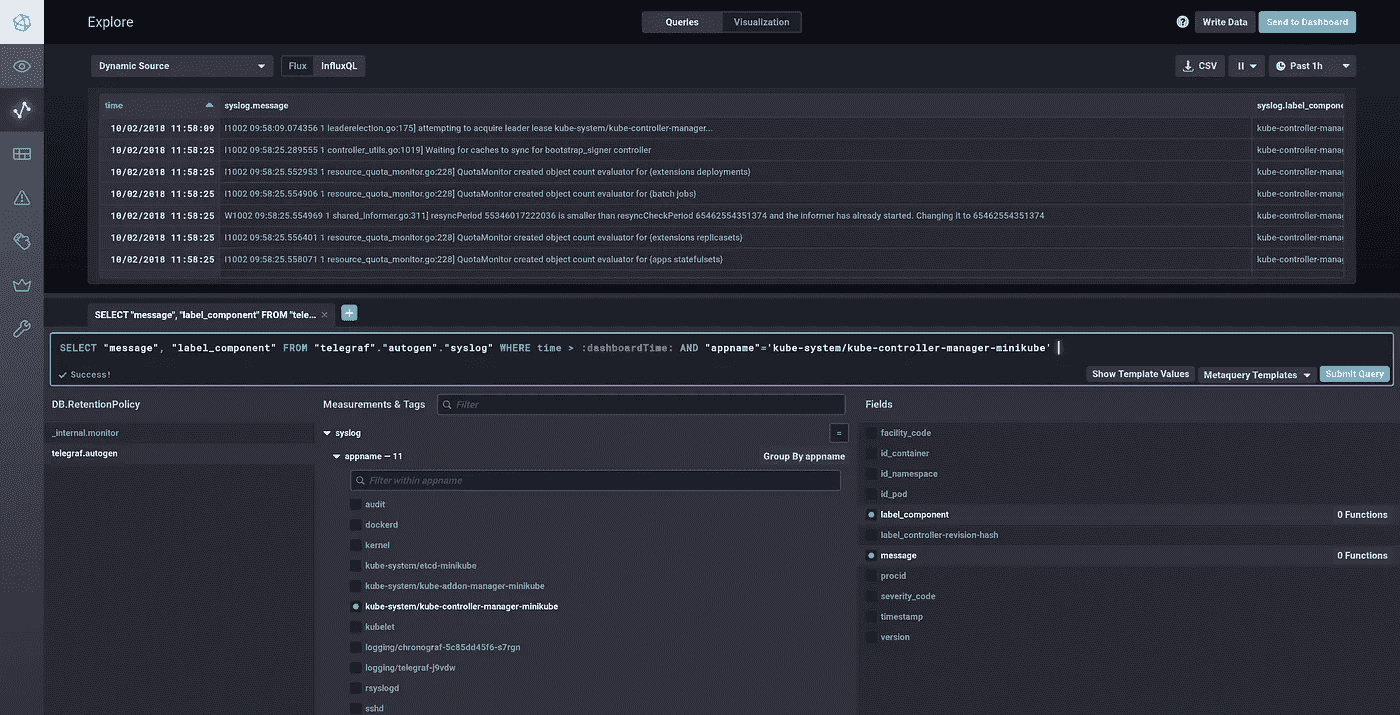 Explore
Queries Visualization
? Write Data Send to Dashboard
Dynamic Source Flux InfluxQL
CSV Past 1h
time syslog.message syslog.label_compone
10/02/2018 11:58:09 I1002 09:58:09.074356 1 leaderelection.go:175] attempting to acquire leader lease kube-system/kube-controller-manager... kube-controller-manag
10/02/2018 11:58:25 I1002 09:58:25.289555 1 controller_utils.go:1019] Waiting for caches to sync for bootstrap_signer controller kube-controller-manag
10/02/2018 11:58:25 I1002 09:58:25.552953 1 resource_quota_monitor.go:228] QuotaMonitor created object count evaluator for {extensions deployments} kube-controller-manag
10/02/2018 11:58:25 I1002 09:58:25.554906 1 resource_quota_monitor.go:228] QuotaMonitor created object count evaluator for {batch jobs} kube-controller-manag
10/02/2018 11:58:25 W1002 09:58:25.554969 1 shared_informer.go:311] resyncPeriod 55346017222036 is smaller than resyncCheckPeriod 65462554351374 and the informer has already started. Changing it to 65462554351374 kube-controller-manag
10/02/2018 11:58:25 I1002 09:58:25.556401 1 resource_quota_monitor.go:228] QuotaMonitor created object count evaluator for {extensions replicasets} kube-controller-manag
10/02/2018 11:58:25 I1002 09:58:25.558071 1 resource_quota_monitor.go:228] QuotaMonitor created object count evaluator for {apps statefulsets} kube-controller-manag
SELECT "message", "label_component" FROM "tele... × +
SELECT "message", "label_component" FROM "telegraf"."autogen"."syslog" WHERE time > :dashboardTime: AND "appname"='kube-system/kube-controller-manager-minikube'
Success! Show Template Values Metaquery Templates Submit Query
DB.RetentionPolicy
_internal.monitor
telegraf.autogen
Measurements & Tags Filter
syslog =
appname — 11 Group By appname
Filter within appname
audit
dockerd
kernel
kube-system/etcd-minikube
kube-system/kube-addon-manager-minikube
kube-system/kube-controller-manager-minikube
kubelet
logging/chronograf-5c85dd45f6-s7rgn
logging/telegraf-j9vdw
rsyslogd
sshd
Fields
facility_code
id_container
id_namespace
id_pod
label_component 0 Functions
label_controller-revision-hash
message 0 Functions
procid
severity_code
timestamp
version